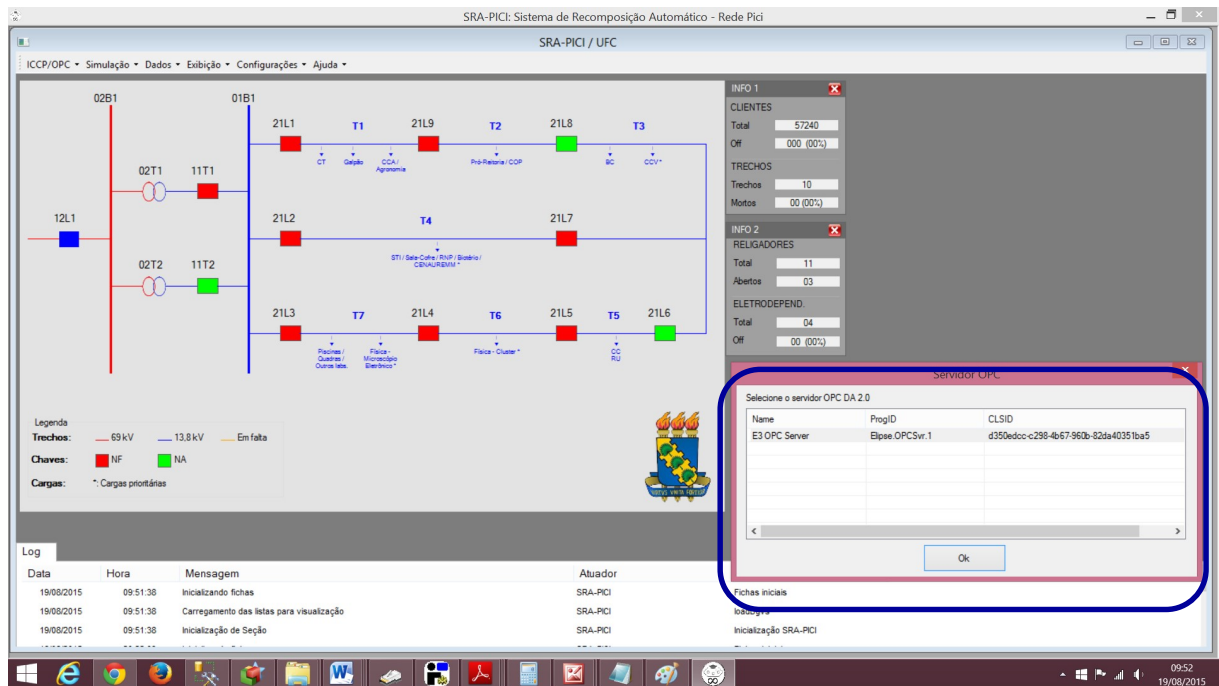 SRA-PICI: Sistema de Recomposição Automático - Rede Pici
SRA-PICI / UFC
ICCP/OPC Simulação Dados Exibição Configurações Ajuda
02B1
01B1
21L1
T1
21L9
T2
21L8
T3
CT
Galpão
CCA /
Agronomia
Pró-Reitoria / COP
BC
CCV *
02T1
11T1
12L1
21L2
T4
21L7
STI / Sala-Cofre / RNP / Biotério /
CENAUREMM *
02T2
11T2
21L3
T7
21L4
T6
21L5
T5
21L6
Piscinas /
Quadras /
Outros labs.
Física -
Microscópio
Eletrônico *
Física - Cluster *
CC
RU
Legenda
Trechos:
69 kV
13,8 kV
Em falta
Chaves:
NF
NA
Cargas:
*: Cargas prioritárias
VIRTVS VNITA FORTIOR
INFO 1
CLIENTES
Total 57240
Off 000 (00%)
TRECHOS
Trechos 10
Mortos 00 (00%)
INFO 2
RELIGADORES
Total 11
Abertos 03
ELETRODEPEND.
Total 04
Off 00 (00%)
Servidor OPC
Selecione o servidor OPC DA 2.0
Name ProgID CLSID
E3 OPC Server Elipse.OPCSvr.1 d350edcc-c298-4b67-960b-82da40351ba5
Ok
Log
Data Hora Mensagem Atuador
19/08/2015 09:51:38 Inicializando fichas SRA-PICI Fichas iniciais
19/08/2015 09:51:38 Carregamento das listas para visualização SRA-PICI
19/08/2015 09:51:38 Inicialização de Seção SRA-PICI Inicialização SRA-PICI
09:52
19/08/2015